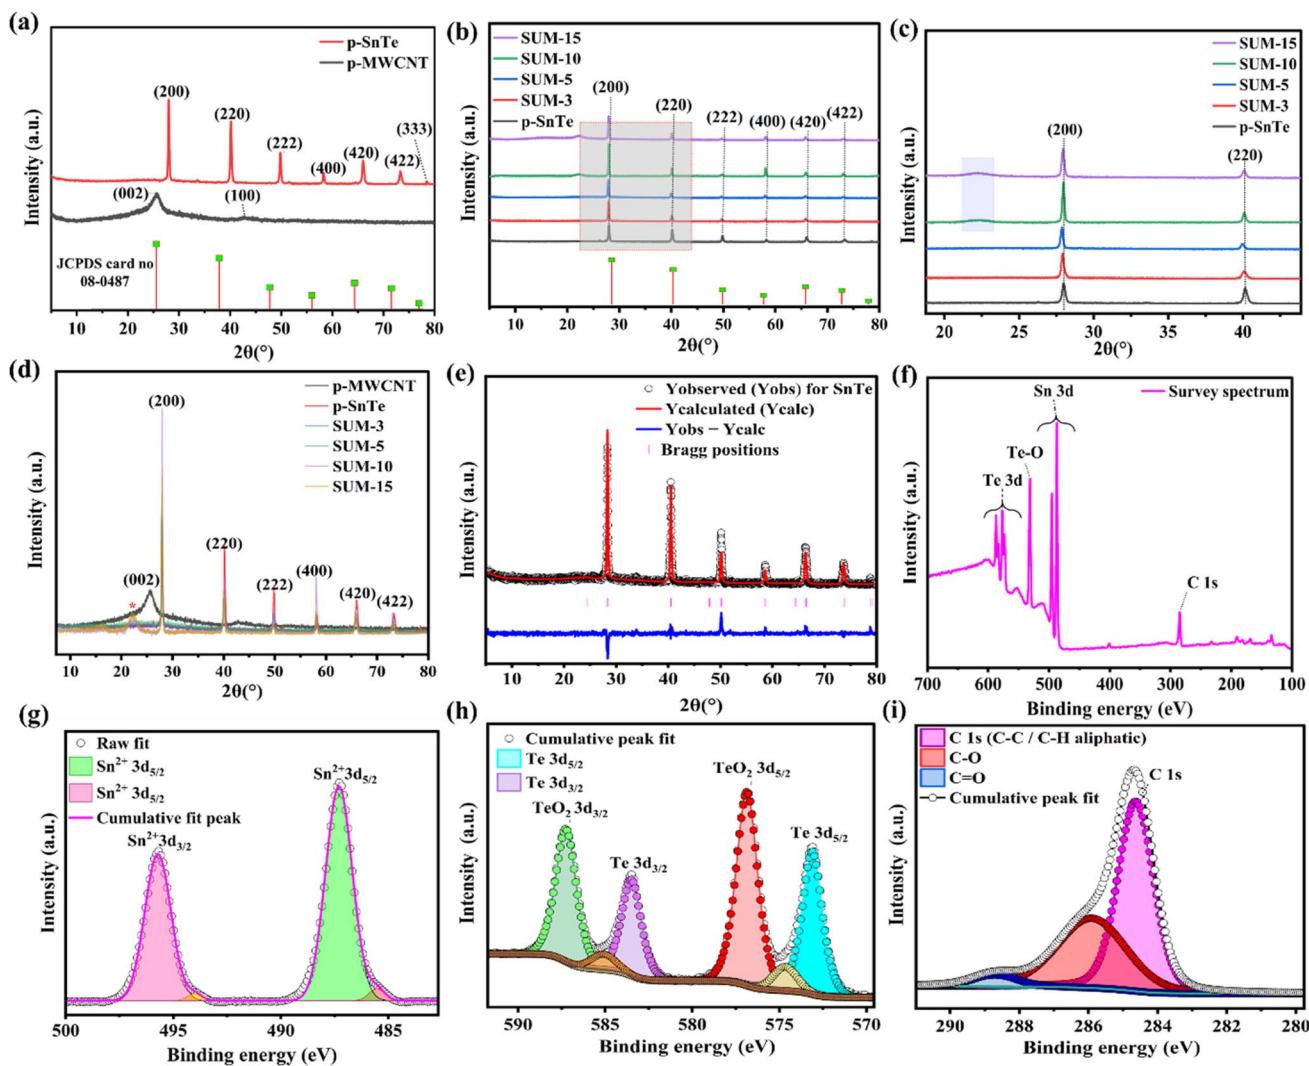 (a)
p-SnTe
p-MWCNT
(200)
(220)
(222)
(400)
(420)
(422)
(333)
(002)
(100)
JCPDS card no
08-0487
Intensity (a.u.)
5 10 20 30 40 50 60 70 80
2θ(°)
(b)
SUM-15
SUM-10
SUM-5
SUM-3
p-SnTe
(200)
(220)
(222)
(400)
(420)
(422)
Intensity (a.u.)
10 20 30 40 50 60 70 80
2θ(°)
(c)
SUM-15
SUM-10
SUM-5
SUM-3
p-SnTe
(200)
(220)
Intensity (a.u.)
20 25 30 35 40
2θ(°)
(d)
p-MWCNT
p-SnTe
SUM-3
SUM-5
SUM-10
SUM-15
(200)
(220)
(002)
*
(222)
(400)
(420)
(422)
Intensity (a.u.)
10 20 30 40 50 60 70 80
2θ(°)
(e)
Yobserved (Yobs) for SnTe
Ycalculated (Ycalc)
Yobs − Ycalc
Bragg positions
Intensity (a.u.)
10 20 30 40 50 60 70 80
2θ(°)
(f)
Survey spectrum
Sn 3d
Te-O
Te 3d
C 1s
Intensity (a.u.)
700 600 500 400 300 200 100
Binding energy (eV)
(g)
Raw fit
Sn2+ 3d5/2
Sn2+ 3d5/2
Cumulative fit peak
Sn2+3d5/2
Sn2+3d3/2
Intensity (a.u.)
500 495 490 485
Binding energy (eV)
(h)
Cumulative peak fit
Te 3d5/2
Te 3d3/2
TeO2 3d5/2
TeO2 3d3/2
Te 3d3/2
Te 3d5/2
Intensity (a.u.)
590 585 580 575 570
Binding energy (eV)
(i)
C 1s (C-C / C-H aliphatic)
C-O
C=O
Cumulative peak fit
C 1s
Intensity (a.u.)
290 288 286 284 282 280
Binding energy (eV)